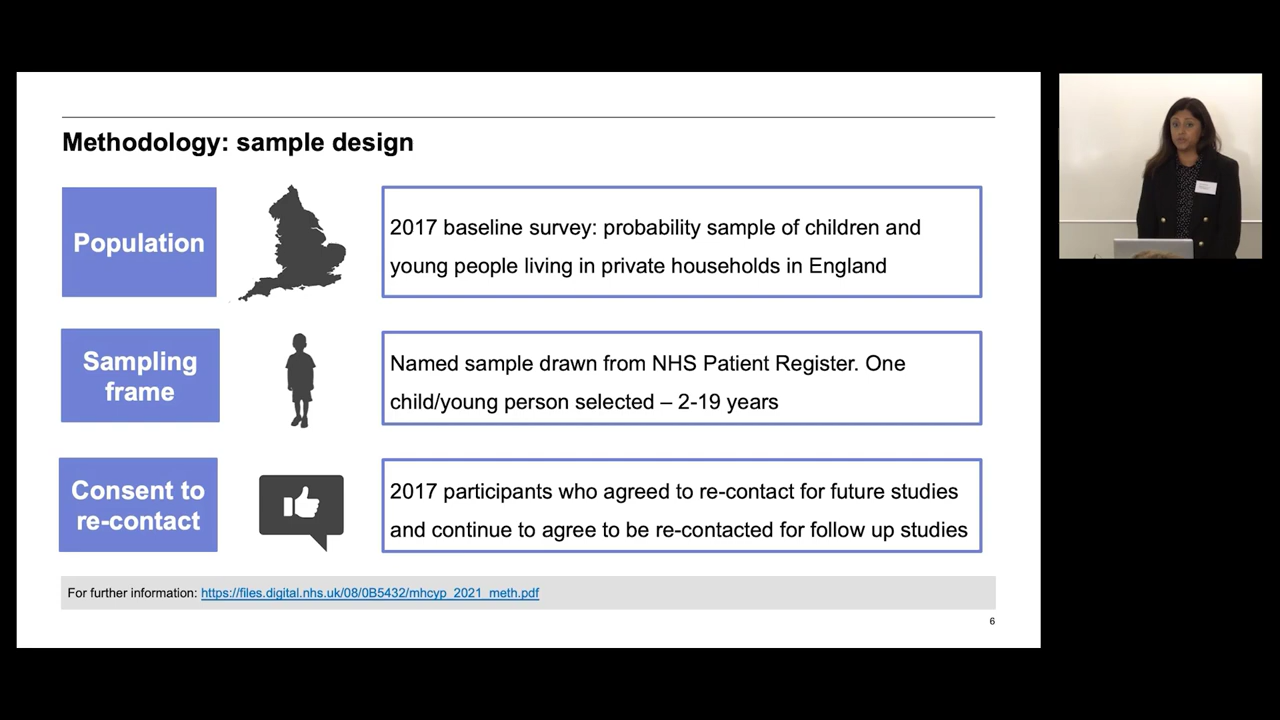 Methodology: sample design
Population
2017 baseline survey: probability sample of children and
young people living in private households in England
Sampling
frame
Named sample drawn from NHS Patient Register. One
child/young person selected – 2-19 years
Consent to
re-contact
2017 participants who agreed to re-contact for future studies
and continue to agree to be re-contacted for follow up studies
For further information: https://files.digital.nhs.uk/08/0B5432/mhcyp_2021_meth.pdf
6